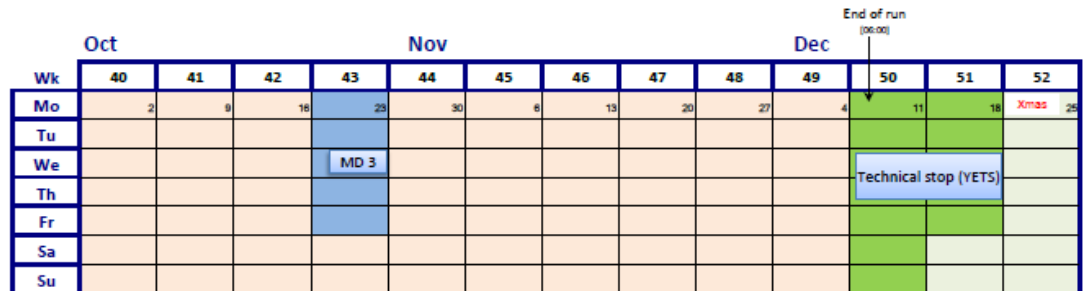 End of run
(06:00)
Oct Nov Dec
Wk 40 41 42 43 44 45 46 47 48 49 50 51 52
Mo 2 9 16 23 30 6 13 20 27 4 11 18 Xmas 25
Tu
We MD 3
Technical stop (YETS)
Th
Fr
Sa
Su